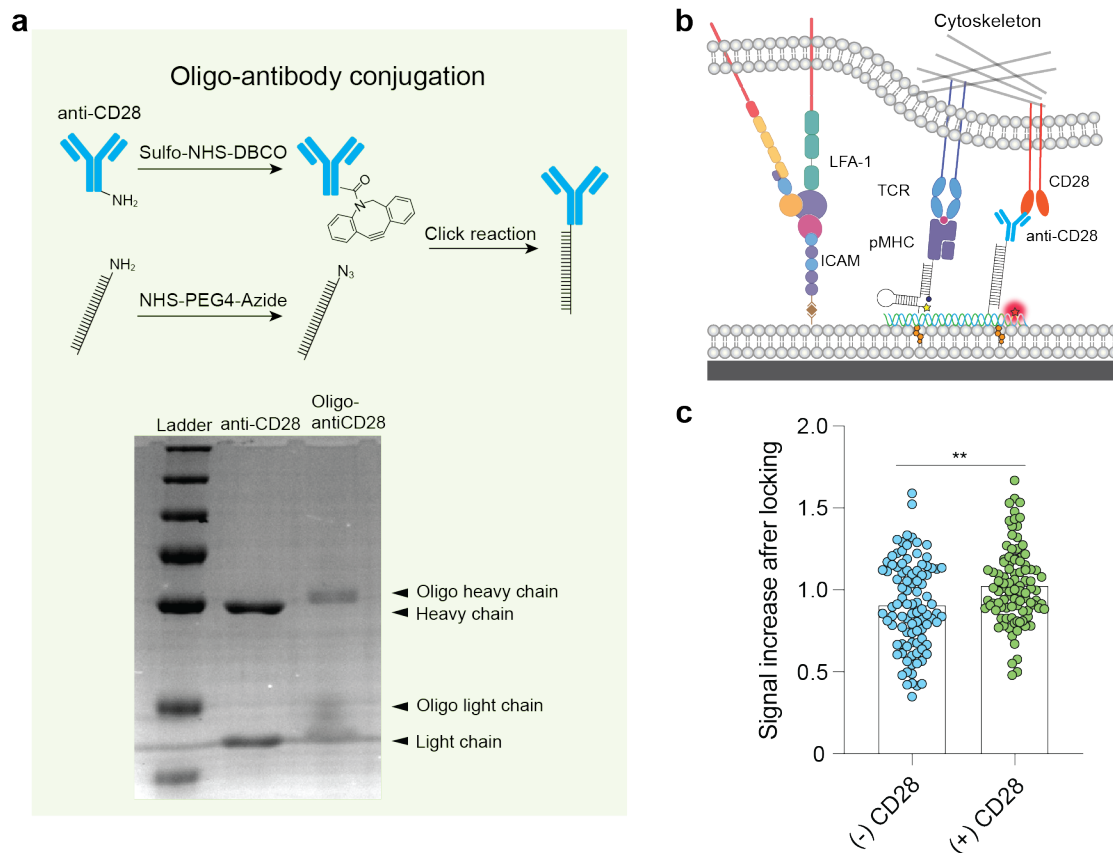 a
Oligo-antibody conjugation
anti-CD28
Sulfo-NHS-DBCO
NH2
O
N
Click reaction
NH2
NHS-PEG4-Azide
N3
Ladder
anti-CD28
Oligo-
antiCD28
Oligo heavy chain
Heavy chain
Oligo light chain
Light chain
b
Cytoskeleton
LFA-1
TCR
CD28
anti-CD28
pMHC
ICAM
c
Signal increase afrer locking
2.0
**
1.5
1.0
0.5
0
(-) CD28
(+) CD28